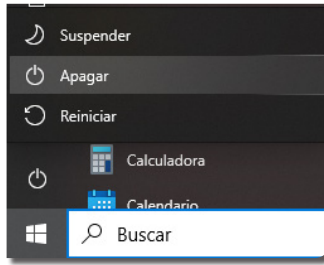 Suspender
Apagar
Reiniciar
Calculadora
Calendario
Buscar